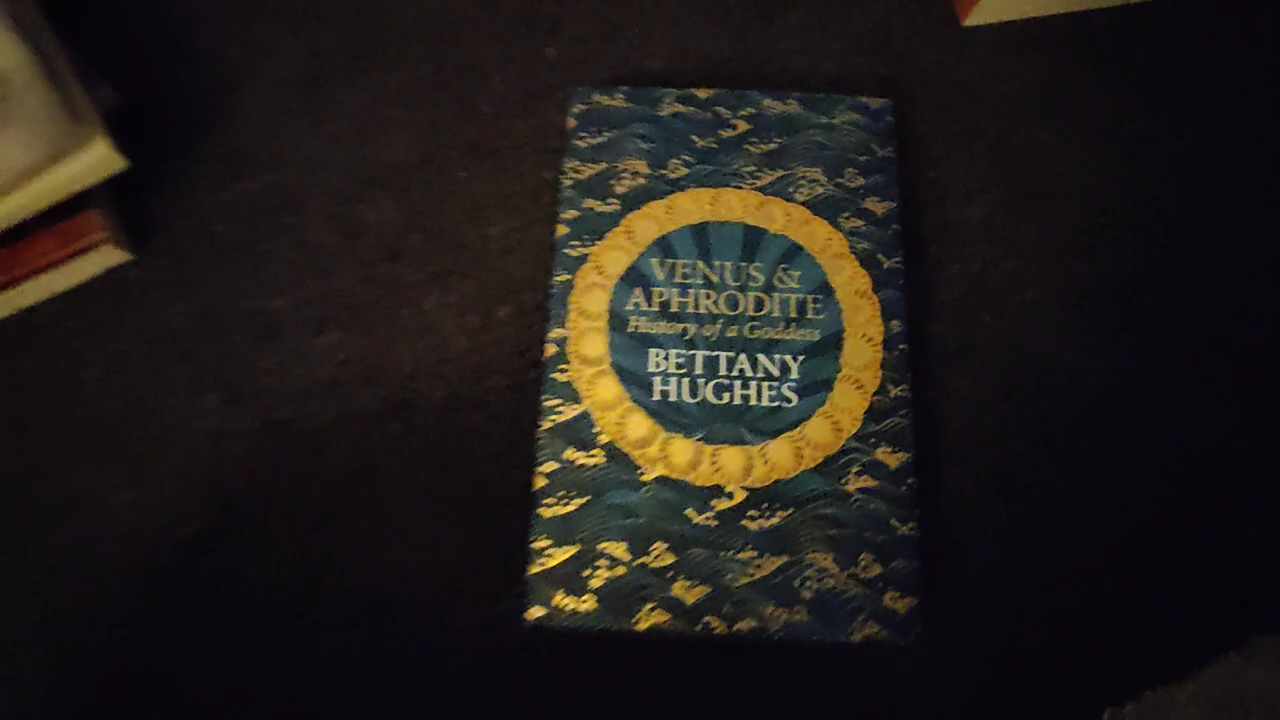 VENUS &
APHRODITE
History of a Goddess
BETTANY
HUGHES